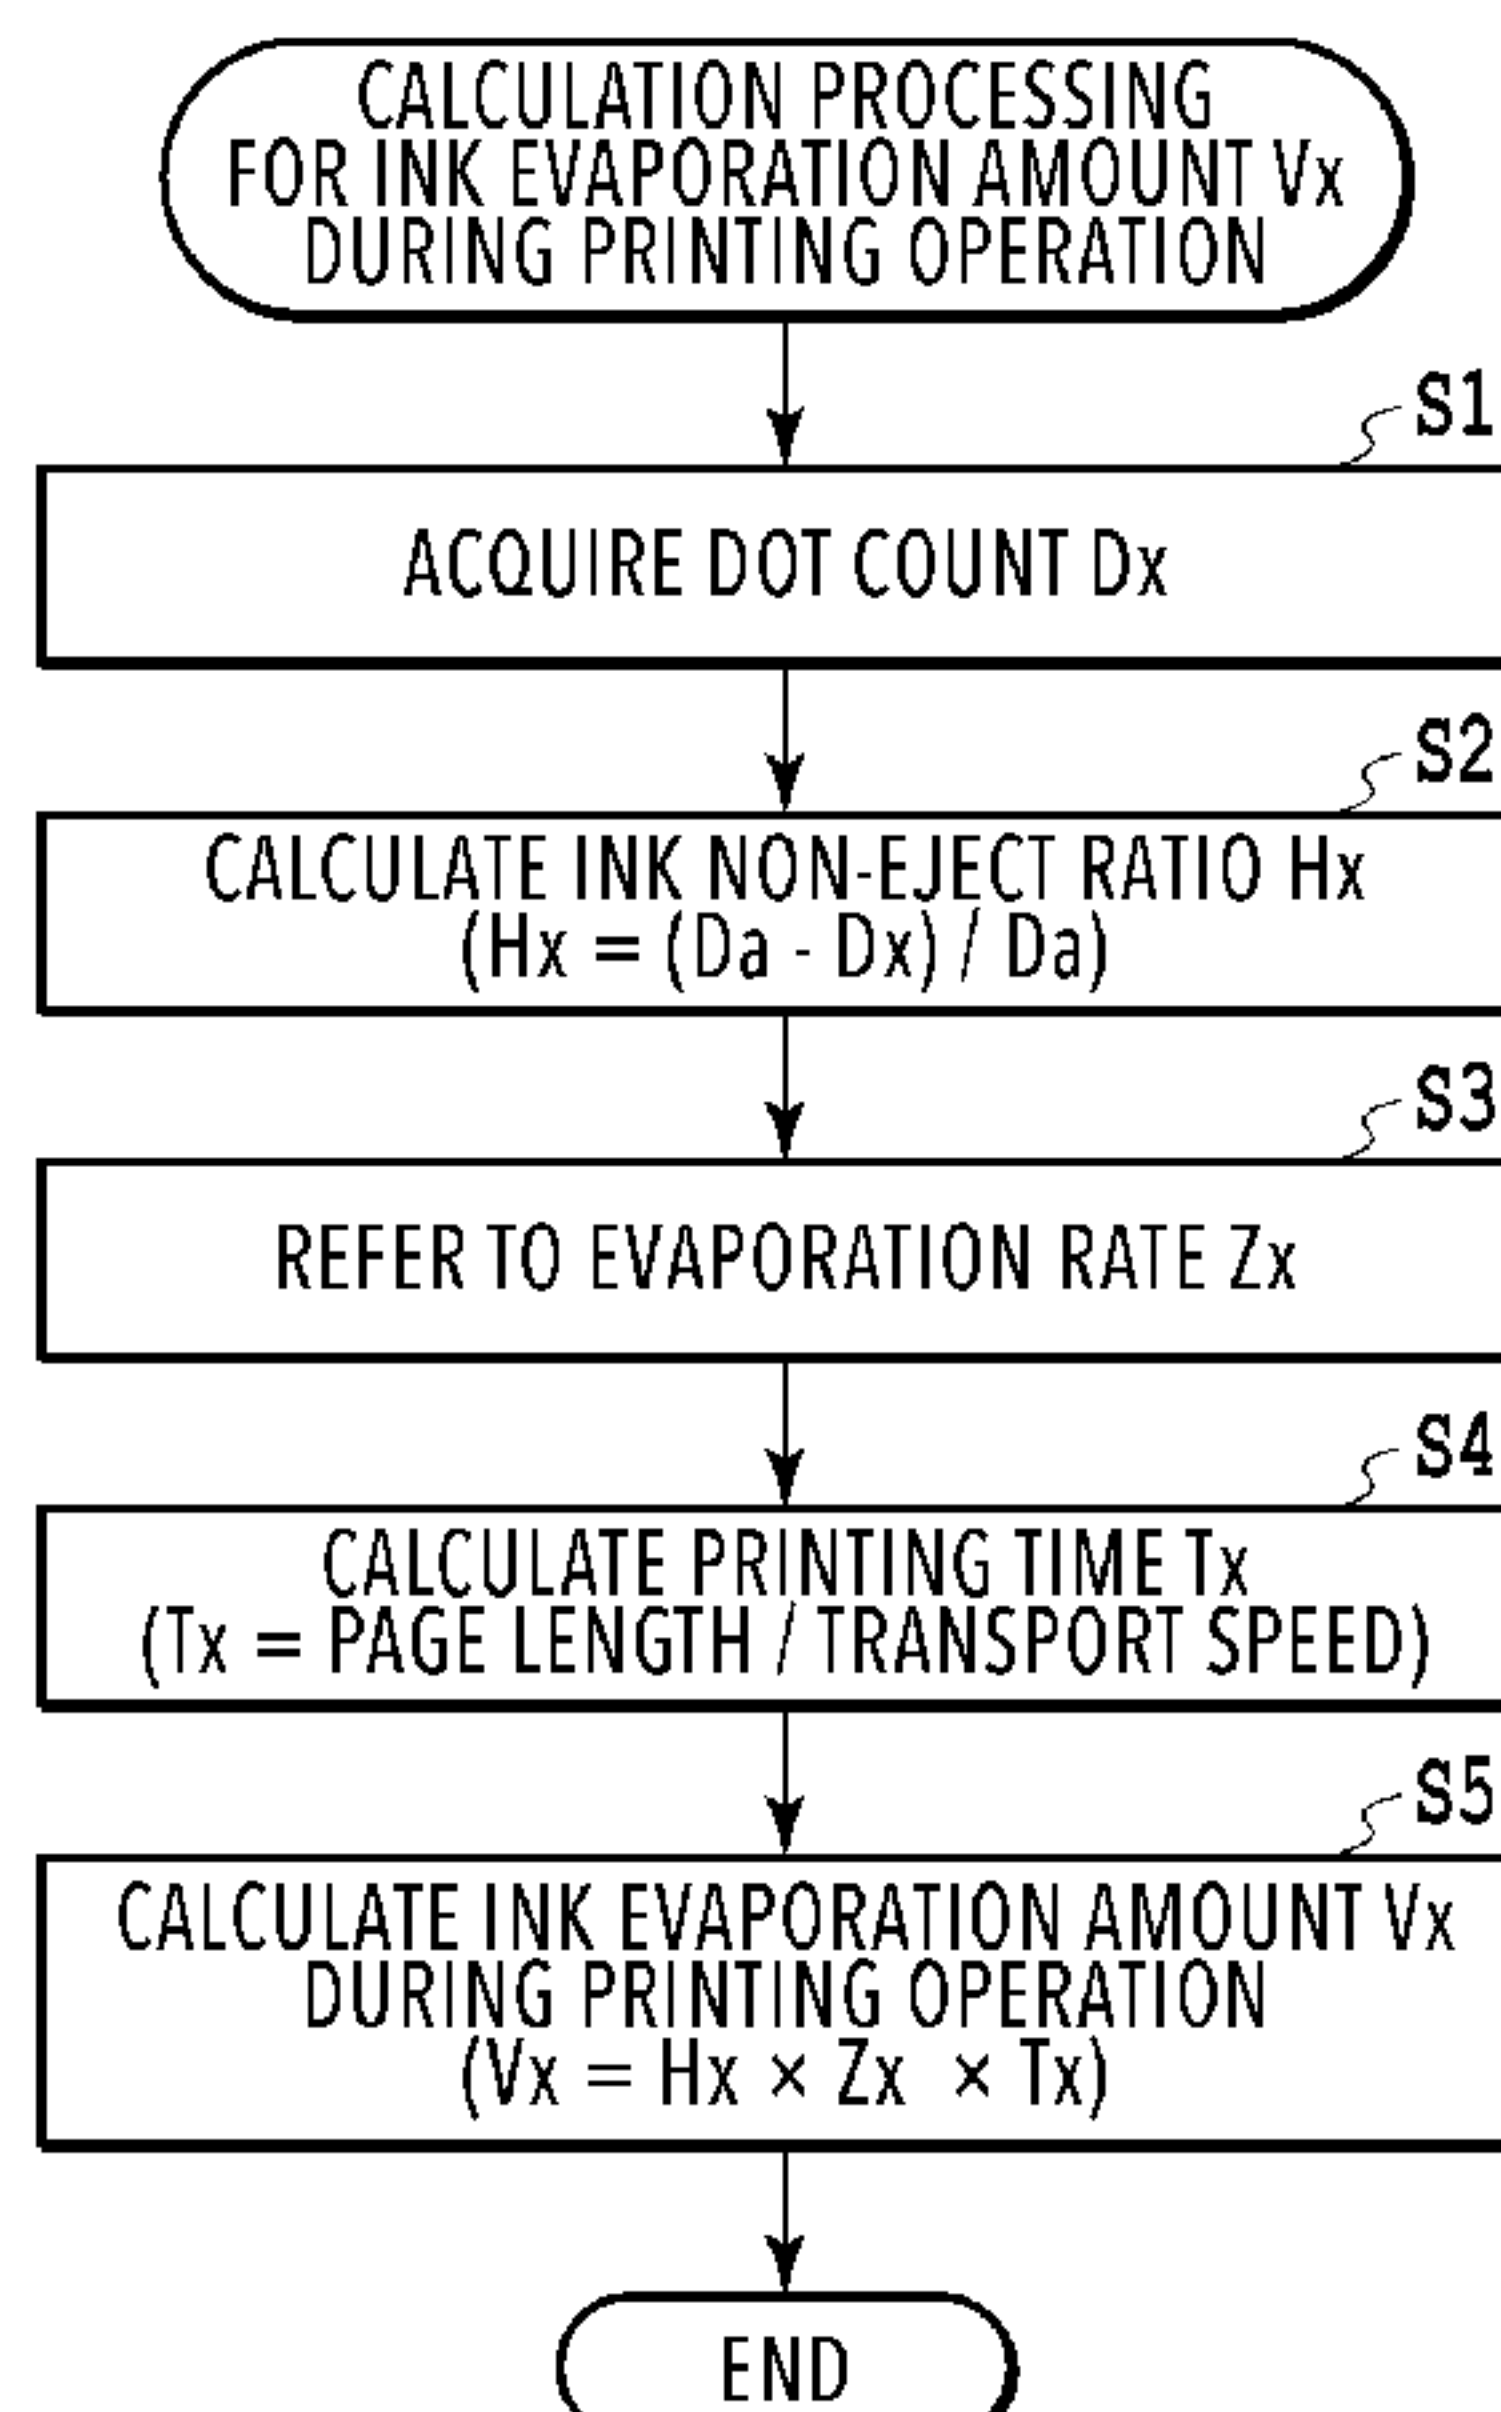 CALCULATION PROCESSING
FOR INK EVAPORATION AMOUNT Vx
DURING PRINTING OPERATION
S1
ACQUIRE DOT COUNT Dx
S2
CALCULATE INK NON-EJECT RATIO Hx
(Hx = (Da - Dx) / Da)
S3
REFER TO EVAPORATION RATE Zx
S4
CALCULATE PRINTING TIME Tx
(Tx = PAGE LENGTH / TRANSPORT SPEED)
S5
CALCULATE INK EVAPORATION AMOUNT Vx
DURING PRINTING OPERATION
(Vx = Hx × Zx × Tx)
END